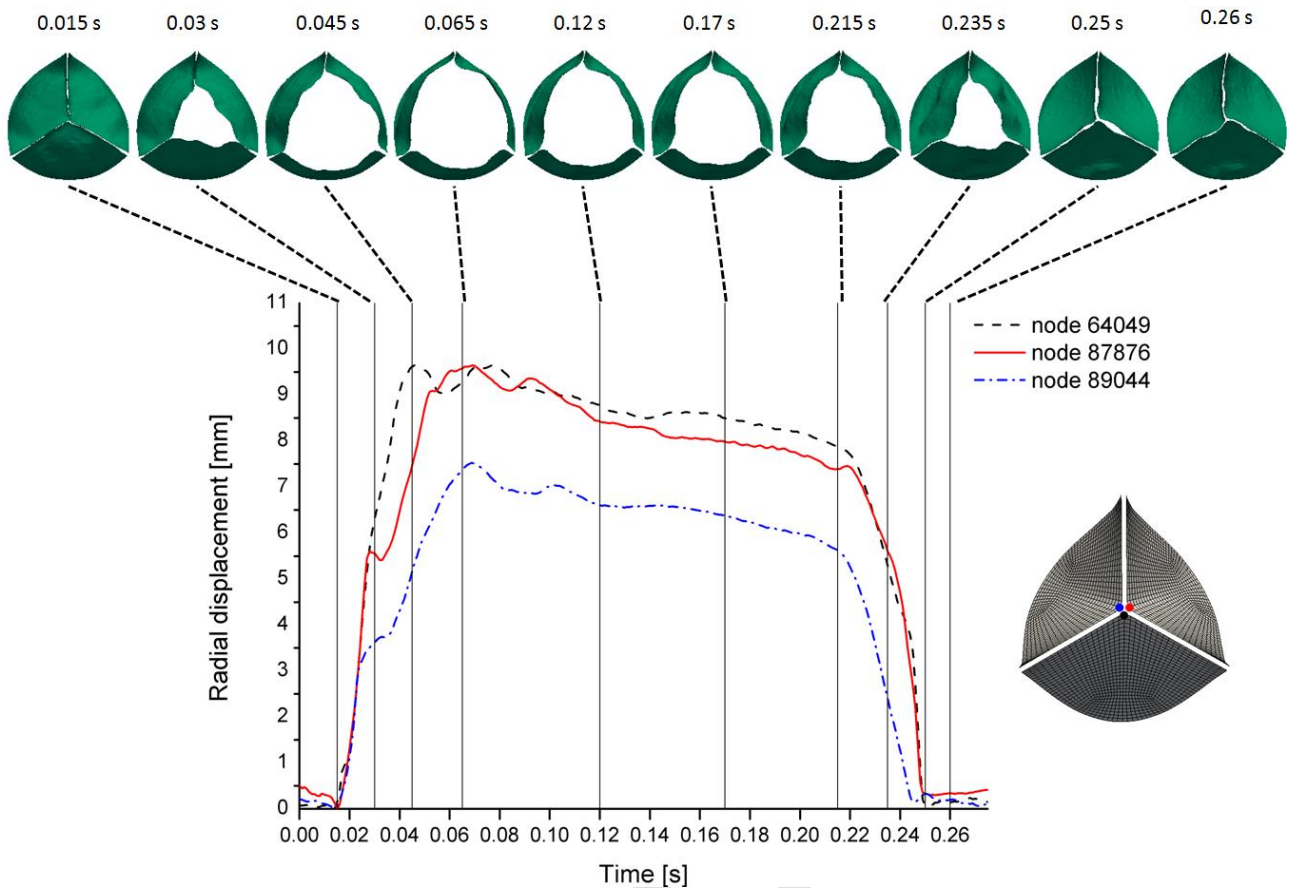 0.015 s 0.03 s 0.045 s 0.065 s 0.12 s 0.17 s 0.215 s 0.235 s 0.25 s 0.26 s
11
10
9
8
7
6
5
4
3
2
1
0
Radial displacement [mm]
node 64049
node 87876
node 89044
0.00 0.02 0.04 0.06 0.08 0.10 0.12 0.14 0.16 0.18 0.20 0.22 0.24 0.26
Time [s]